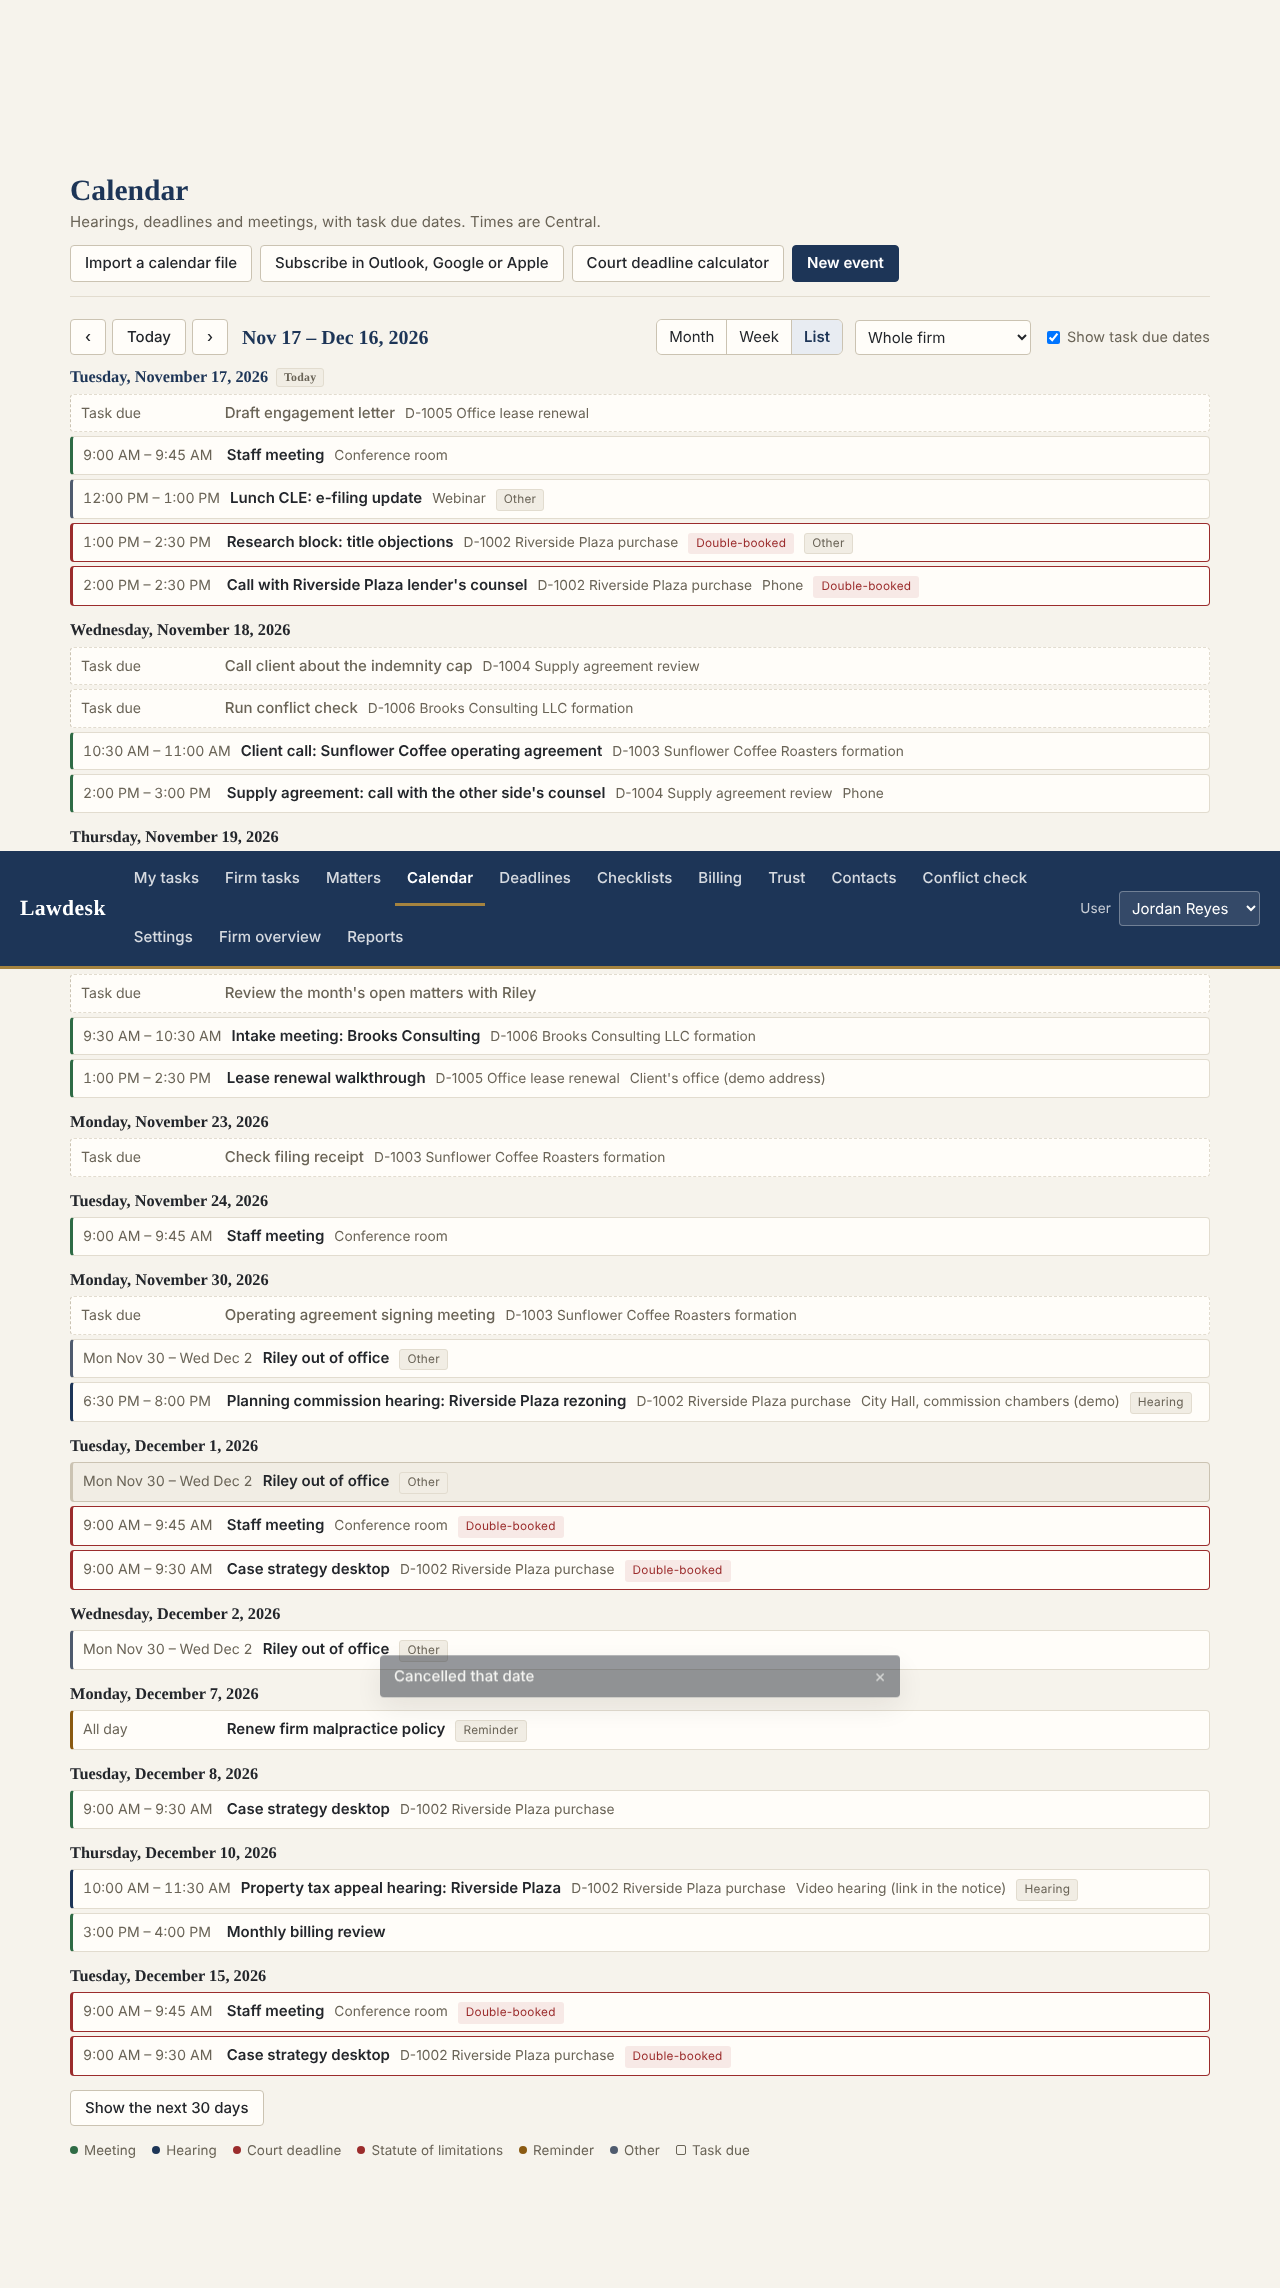 Calendar
Hearings, deadlines and meetings, with task due dates. Times are Central.
Import a calendar file Subscribe in Outlook, Google or Apple Court deadline calculator New event
‹ Today › Nov 17 – Dec 16, 2026 Month Week List Whole firm Show task due dates
Tuesday, November 17, 2026 Today
Task due Draft engagement letter D-1005 Office lease renewal
9:00 AM – 9:45 AM Staff meeting Conference room
12:00 PM – 1:00 PM Lunch CLE: e-filing update Webinar Other
1:00 PM – 2:30 PM Research block: title objections D-1002 Riverside Plaza purchase Double-booked Other
2:00 PM – 2:30 PM Call with Riverside Plaza lender's counsel D-1002 Riverside Plaza purchase Phone Double-booked
Wednesday, November 18, 2026
Task due Call client about the indemnity cap D-1004 Supply agreement review
Task due Run conflict check D-1006 Brooks Consulting LLC formation
10:30 AM – 11:00 AM Client call: Sunflower Coffee operating agreement D-1003 Sunflower Coffee Roasters formation
2:00 PM – 3:00 PM Supply agreement: call with the other side's counsel D-1004 Supply agreement review Phone
Thursday, November 19, 2026
Lawdesk My tasks Firm tasks Matters Calendar Deadlines Checklists Billing Trust Contacts Conflict check User Jordan Reyes
Settings Firm overview Reports
Task due Review the month's open matters with Riley
9:30 AM – 10:30 AM Intake meeting: Brooks Consulting D-1006 Brooks Consulting LLC formation
1:00 PM – 2:30 PM Lease renewal walkthrough D-1005 Office lease renewal Client's office (demo address)
Monday, November 23, 2026
Task due Check filing receipt D-1003 Sunflower Coffee Roasters formation
Tuesday, November 24, 2026
9:00 AM – 9:45 AM Staff meeting Conference room
Monday, November 30, 2026
Task due Operating agreement signing meeting D-1003 Sunflower Coffee Roasters formation
Mon Nov 30 – Wed Dec 2 Riley out of office Other
6:30 PM – 8:00 PM Planning commission hearing: Riverside Plaza rezoning D-1002 Riverside Plaza purchase City Hall, commission chambers (demo) Hearing
Tuesday, December 1, 2026
Mon Nov 30 – Wed Dec 2 Riley out of office Other
9:00 AM – 9:45 AM Staff meeting Conference room Double-booked
9:00 AM – 9:30 AM Case strategy desktop D-1002 Riverside Plaza purchase Double-booked
Wednesday, December 2, 2026
Mon Nov 30 – Wed Dec 2 Riley out of office Other
Cancelled that date ×
Monday, December 7, 2026
All day Renew firm malpractice policy Reminder
Tuesday, December 8, 2026
9:00 AM – 9:30 AM Case strategy desktop D-1002 Riverside Plaza purchase
Thursday, December 10, 2026
10:00 AM – 11:30 AM Property tax appeal hearing: Riverside Plaza D-1002 Riverside Plaza purchase Video hearing (link in the notice) Hearing
3:00 PM – 4:00 PM Monthly billing review
Tuesday, December 15, 2026
9:00 AM – 9:45 AM Staff meeting Conference room Double-booked
9:00 AM – 9:30 AM Case strategy desktop D-1002 Riverside Plaza purchase Double-booked
Show the next 30 days
Meeting Hearing Court deadline Statute of limitations Reminder Other Task due